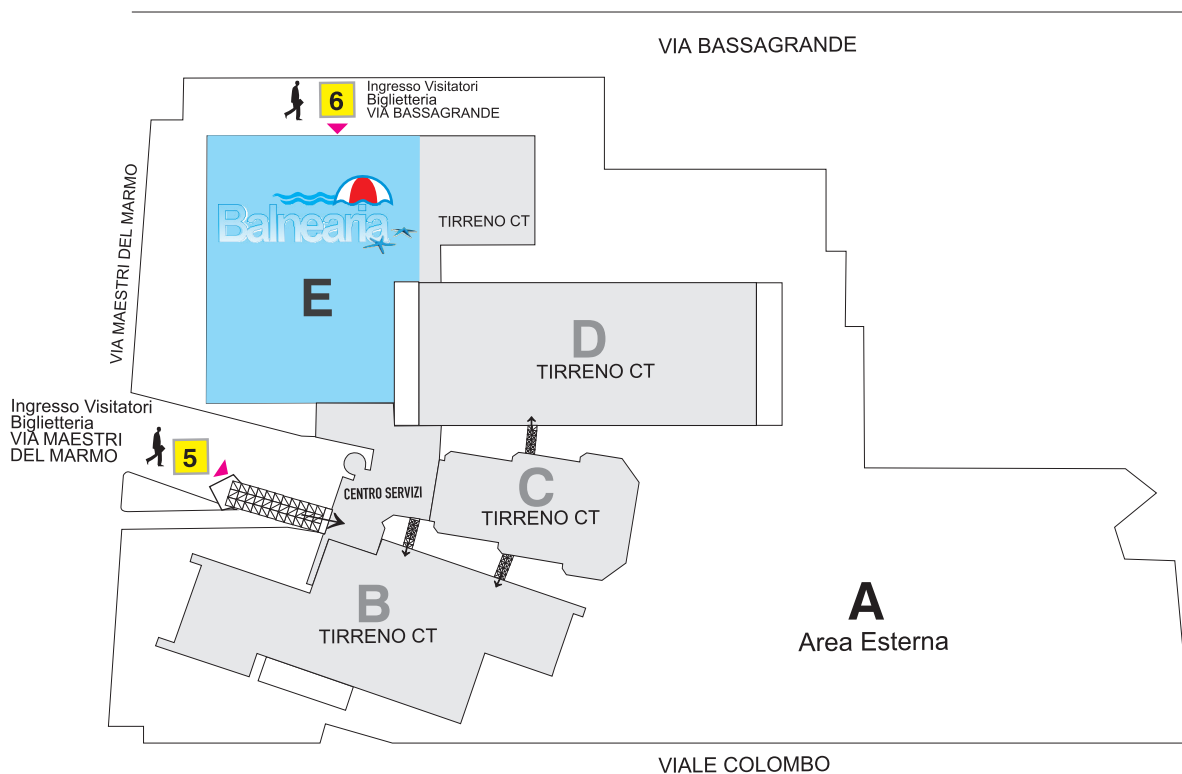 VIA BASSAGRANDE
6
Ingresso Visitatori
Biglietteria
VIA BASSAGRANDE
VIA MAESTRI DEL MARMO
Balnearia
TIRRENO CT
E
D
TIRRENO CT
Ingresso Visitatori
Biglietteria
VIA MAESTRI
DEL MARMO
5
CENTRO SERVIZI
C
TIRRENO CT
B
TIRRENO CT
A
Area Esterna
VIALE COLOMBO